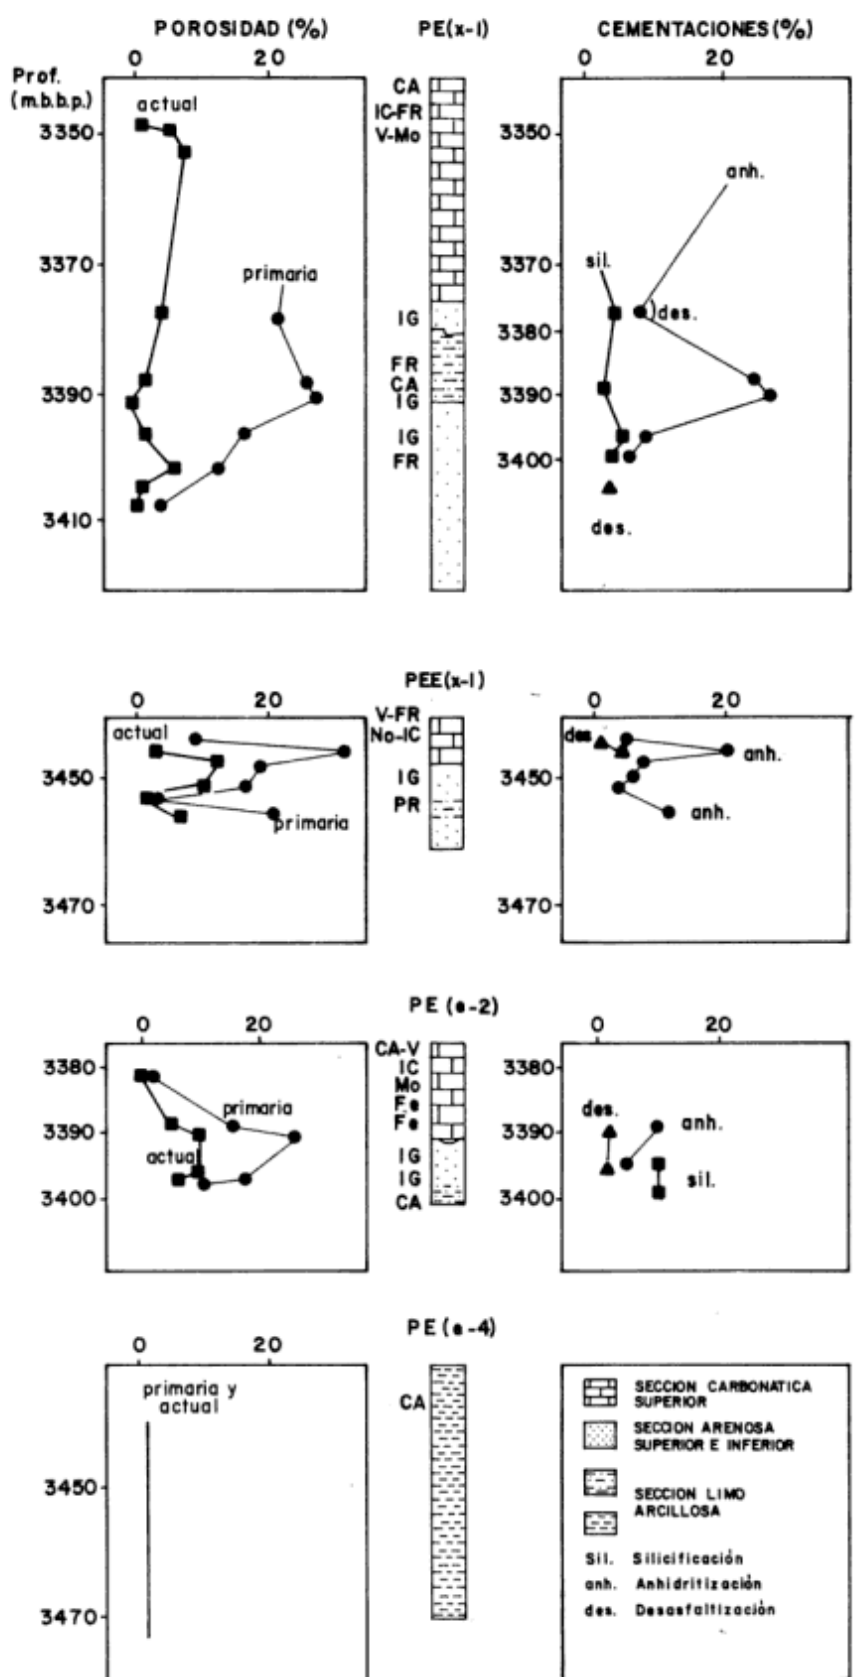 POROSIDAD (%)
PE(x-1)
CEMENTACIONES (%)
Prof.
(m.b.b.p.)
0
20
0
20
actual
primaria
3350
3370
3390
3410
CA
IC-FR
V-Mo
IG
FR
CA
IG
IG
FR
3350
3370
3380
3390
3400
anh.
sil.
des.
des.
PEE(x-1)
0
20
0
20
actual
primaria
3450
3470
V-FR
No-IC
IG
PR
3450
3470
des
anh.
anh.
PE (e-2)
0
20
0
20
primaria
actual
3380
3390
3400
CA-V
IC
Mo
Fe
Fe
IG
IG
CA
3380
3390
3400
des.
anh.
sil.
PE (e-4)
0
20
primaria y
actual
3450
3470
CA
SECCION CARBONATICA
SUPERIOR
SECCION ARENOSA
SUPERIOR E INFERIOR
SECCION LIMO
ARCILLOSA
Sil. Silicificación
anh. Anhidritización
des. Desasfaltización